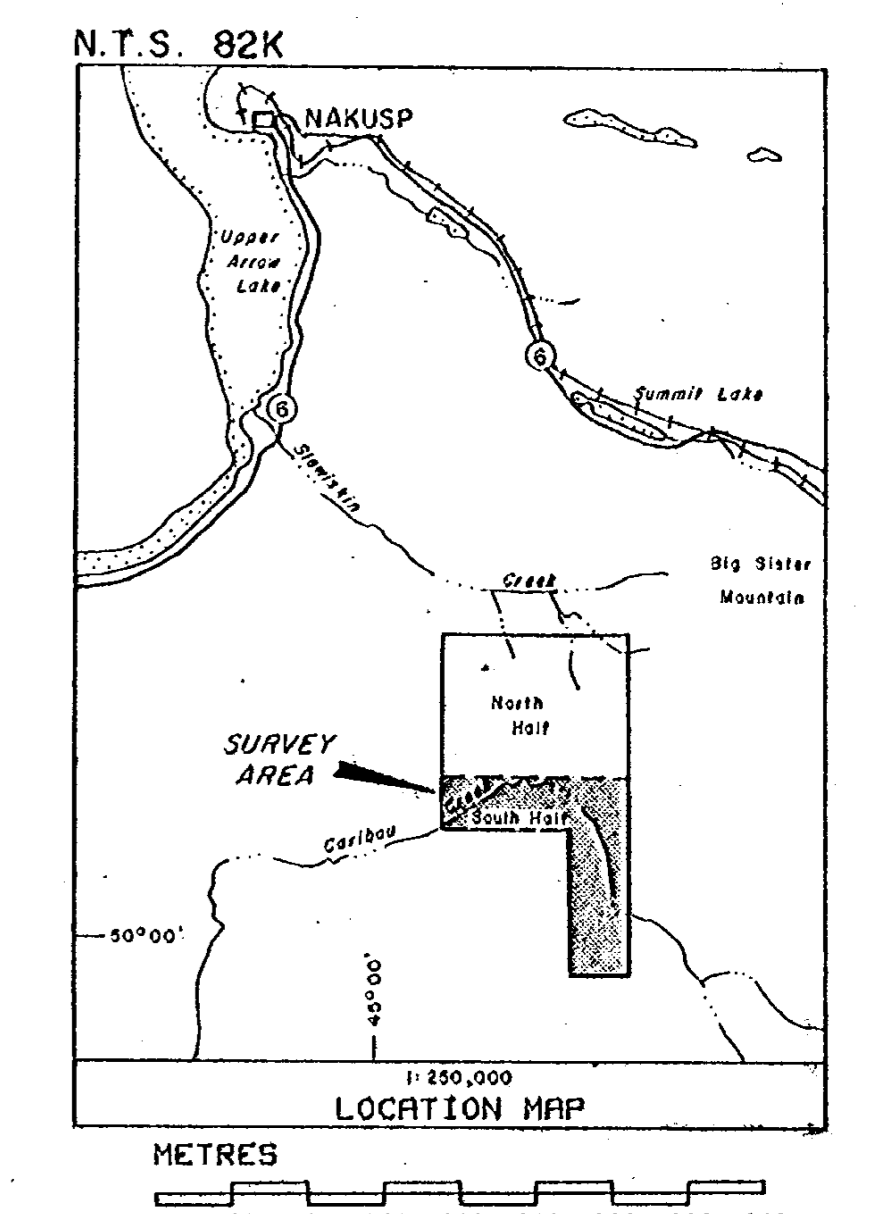 N.T.S. 82K
NAKUSP
Upper
Arrow
Lake
6
6
Summit Lake
Slewiskin
Creek
Big Sister
Mountain
North
Half
SURVEY
AREA
Creek
South Half
Caribou
50°00'
45°00'
1:250,000
LOCATION MAP
METRES